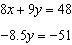 8x + 9y = 48
-8.5y = -51